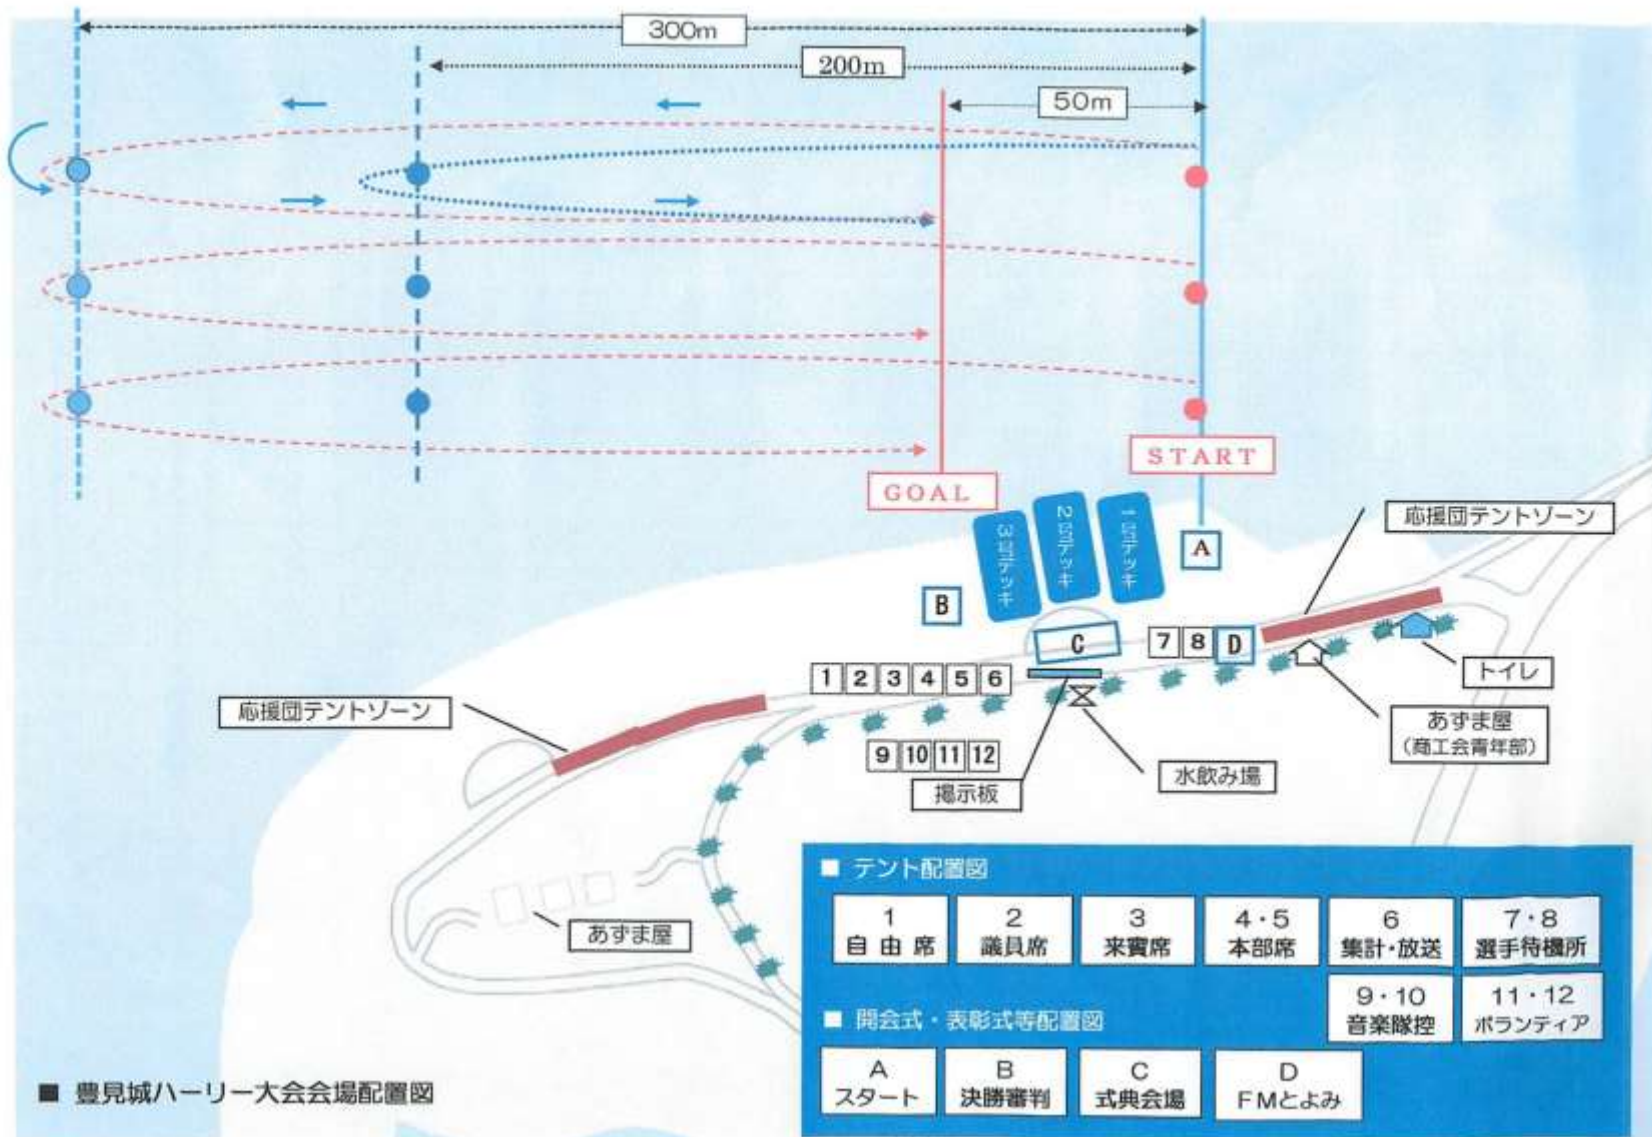 300m
200m
50m
START
GOAL
1号デッキ
2号デッキ
3号デッキ
A
応援団テントゾーン
B
C
7 8 D
1 2 3 4 5 6
トイレ
応援団テントゾーン
あずま屋
(商工会青年部)
9 10 11 12
水飲み場
掲示板
あずま屋
■ テント配置図
1
自由席
2
議員席
3
来賓席
4・5
本部席
6
集計・放送
7・8
選手待機所
9・10
音楽隊控
11・12
ボランティア
■ 開会式・表彰式等配置図
A
スタート
B
決勝審判
C
式典会場
D
FMとよみ
■ 豊見城ハーリー大会会場配置図